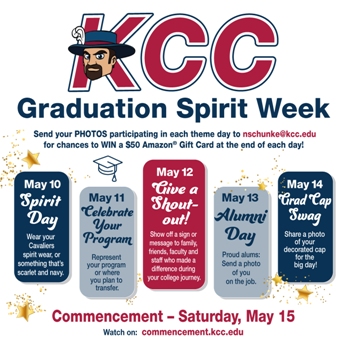 KCC
Graduation Spirit Week
Send your PHOTOS participating in each theme day to nschunke@kcc.edu
for chances to WIN a $50 Amazon® Gift Card at the end of each day!
May 10
Spirit
Day
Wear your
Cavaliers
spirit wear, or
something that's
scarlet and navy.
May 11
Celebrate
Your
Program
Represent
your program
or where
you plan to
transfer.
May 12
Give a
Shout-
out!
Show off a sign or
message to family,
friends, faculty and
staff who made a
difference during
your college journey.
May 13
Alumni
Day
Proud alums:
Send a photo
of you
on the job.
May 14
Grad Cap
Swag
Share a photo
of your
decorated cap
for the
big day!
Commencement – Saturday, May 15
Watch on: commencement.kcc.edu